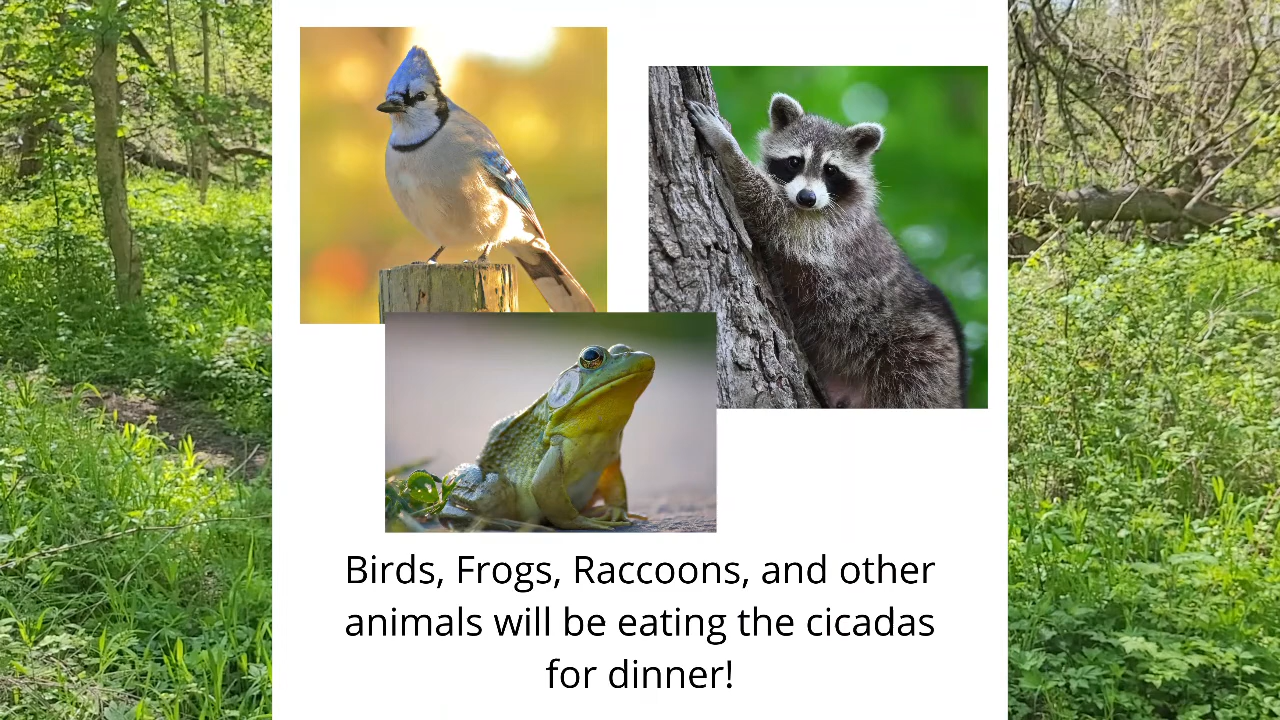 Birds, Frogs, Raccoons, and other
animals will be eating the cicadas
for dinner!